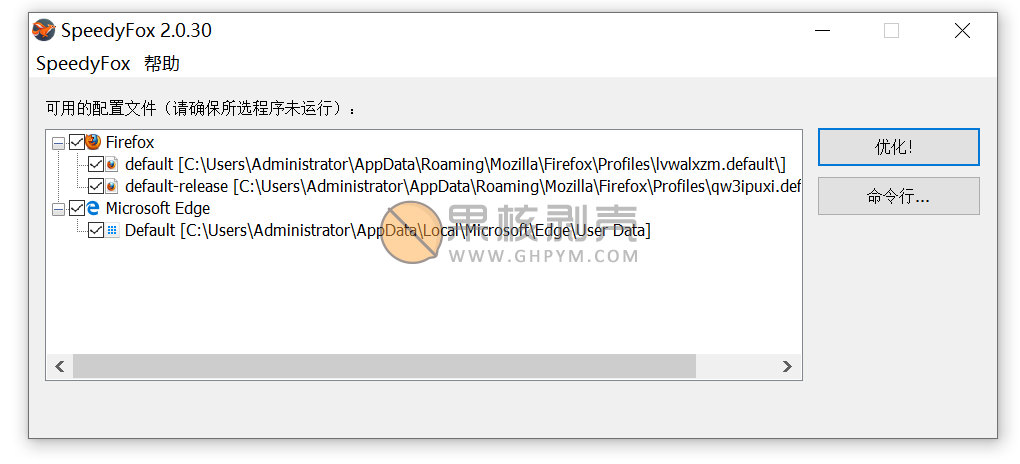 SpeedyFox 2.0.30
SpeedyFox 帮助
可用的配置文件（请确保所选程序未运行）：
Firefox
default [C:\Users\Administrator\AppData\Roaming\Mozilla\Firefox\Profiles\lvwalxzm.default\]
default-release [C:\Users\Administrator\AppData\Roaming\Mozilla\Firefox\Profiles\qw3ipuxi.def
Microsoft Edge
Default [C:\Users\Administrator\AppData\Local\Microsoft\Edge\User Data]
优化!
命令行...
果核剥壳
WWW.GHPYM.COM